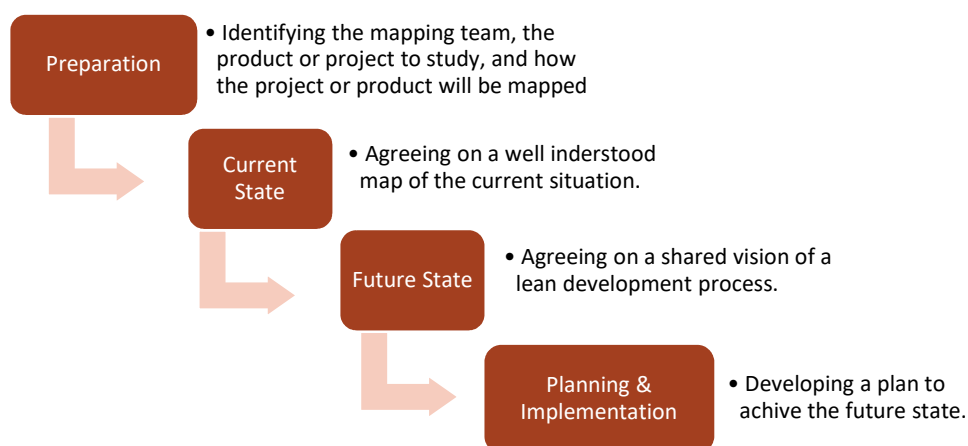 Preparation
• Identifying the mapping team, the
product or project to study, and how
the project or product will be mapped
Current
State
• Agreeing on a well inderstood
map of the current situation.
Future State
• Agreeing on a shared vision of a
lean development process.
Planning &
Implementation
• Developing a plan to
achive the future state.